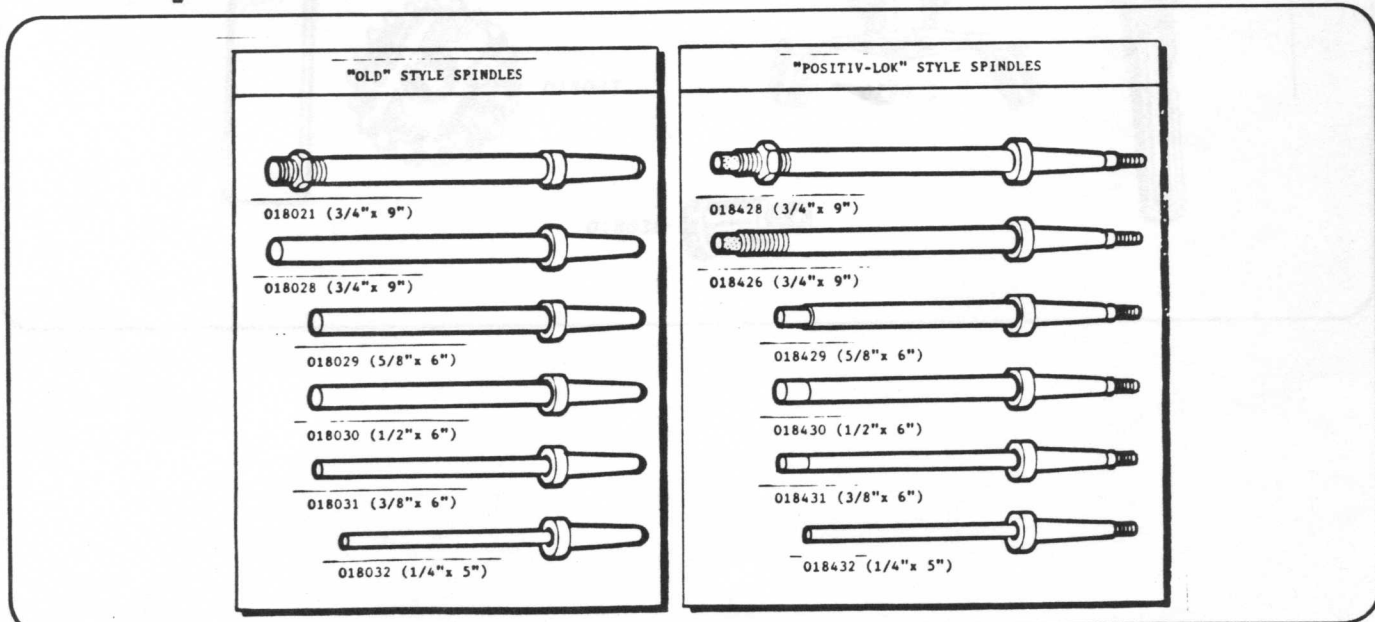 "OLD" STYLE SPINDLES
018021 (3/4"x 9")
018028 (3/4"x 9")
018029 (5/8"x 6")
018030 (1/2"x 6")
018031 (3/8"x 6")
018032 (1/4"x 5")
"POSITIV-LOK" STYLE SPINDLES
018428 (3/4"x 9")
018426 (3/4"x 9")
018429 (5/8"x 6")
018430 (1/2"x 6")
018431 (3/8"x 6")
018432 (1/4"x 5")